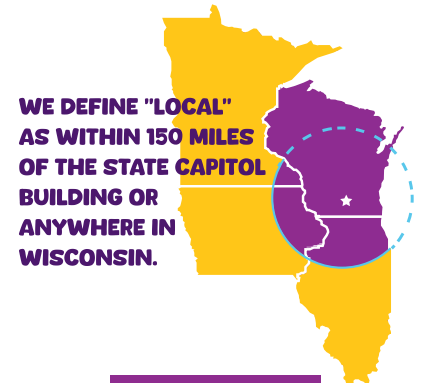 WE DEFINE "LOCAL"
AS WITHIN 150 MILES
OF THE STATE CAPITOL
BUILDING OR
ANYWHERE IN
WISCONSIN.